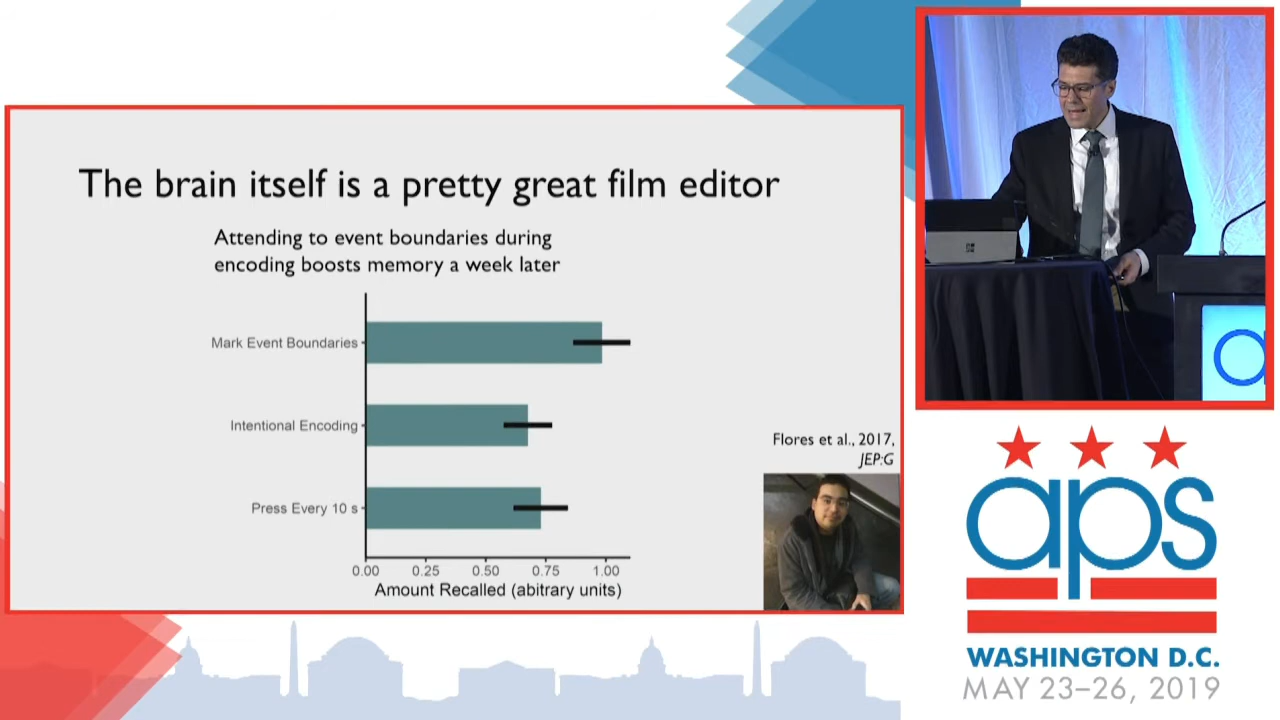 The brain itself is a pretty great film editor
Attending to event boundaries during
encoding boosts memory a week later
Mark Event Boundaries
Intentional Encoding
Press Every 10 s
0.00 0.25 0.50 0.75 1.00
Amount Recalled (abitrary units)
Flores et al., 2017,
JEP:G
aps
WASHINGTON D.C.
MAY 23–26, 2019